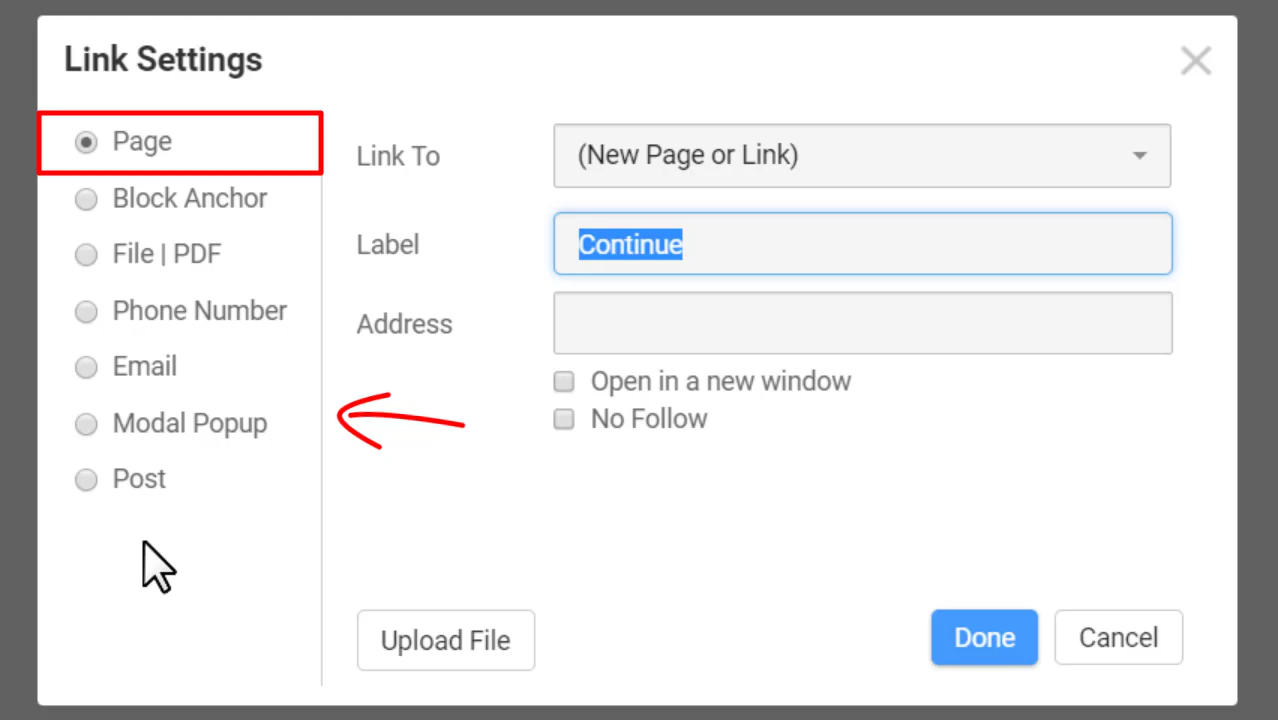 Link Settings
Page
Block Anchor
File | PDF
Phone Number
Email
Modal Popup
Post
Link To
(New Page or Link)
Label
Continue
Address
Open in a new window
No Follow
Upload File
Done
Cancel